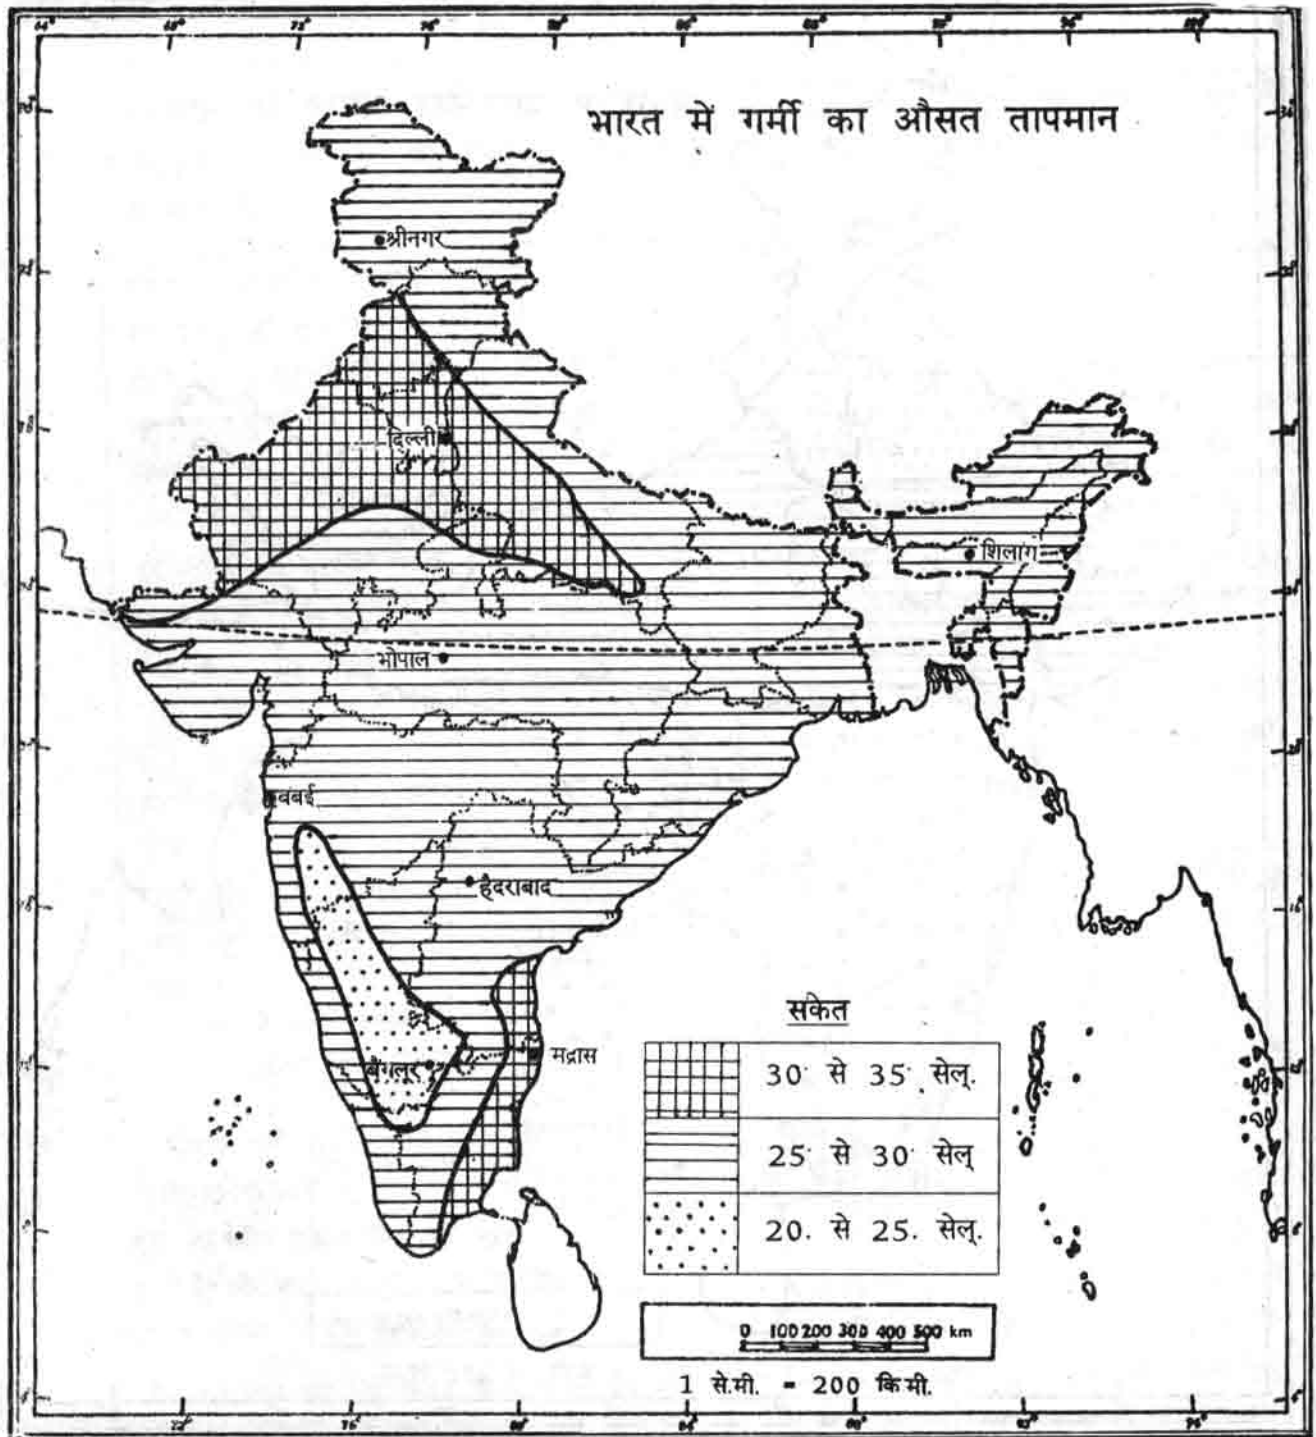 भारत में गर्मी का औसत तापमान
श्रीनगर
दिल्ली
शिलांग
भोपाल
बंबई
हैदराबाद
मद्रास
बैंगलूर
संकेत
30° से 35° सेल्.
25° से 30° सेल्
20. से 25. सेल्.
0 100 200 300 400 500 km
1 से.मी. = 200 कि.मी.